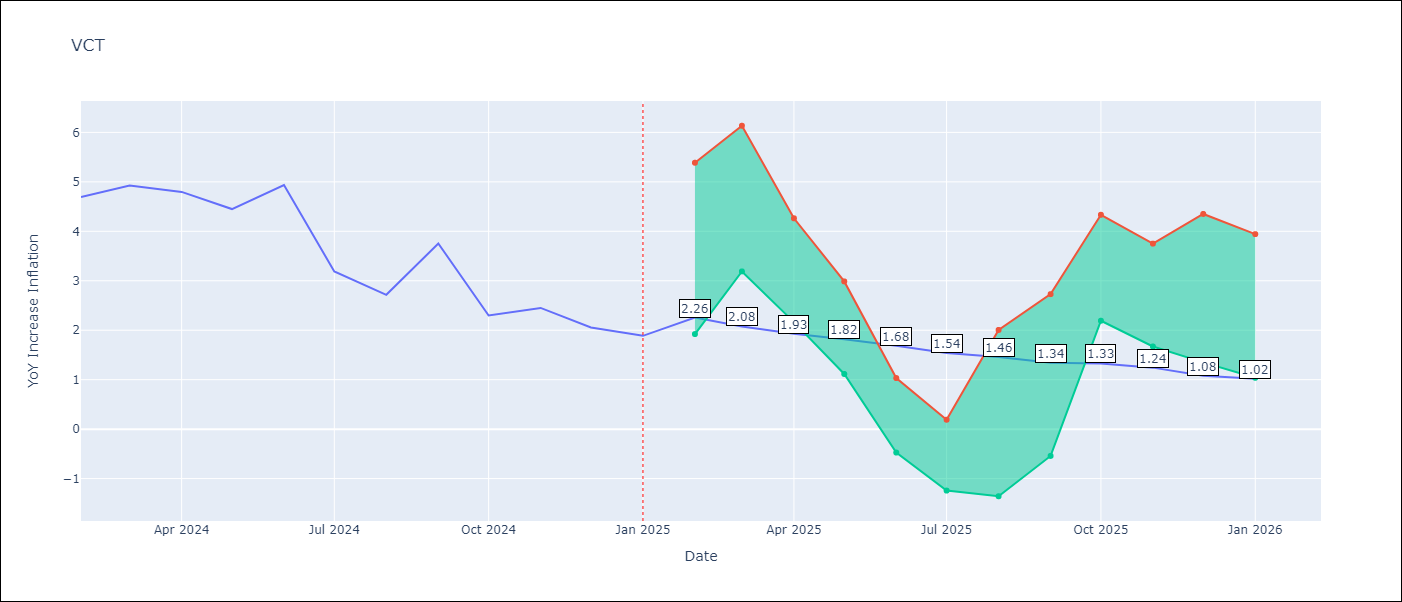 VCT
YoY Increase Inflation
6
5
4
3
2
1
0
−1
2.26
2.08
1.93
1.82
1.68
1.54
1.46
1.34
1.33
1.24
1.08
1.02
Apr 2024
Jul 2024
Oct 2024
Jan 2025
Apr 2025
Jul 2025
Oct 2025
Jan 2026
Date